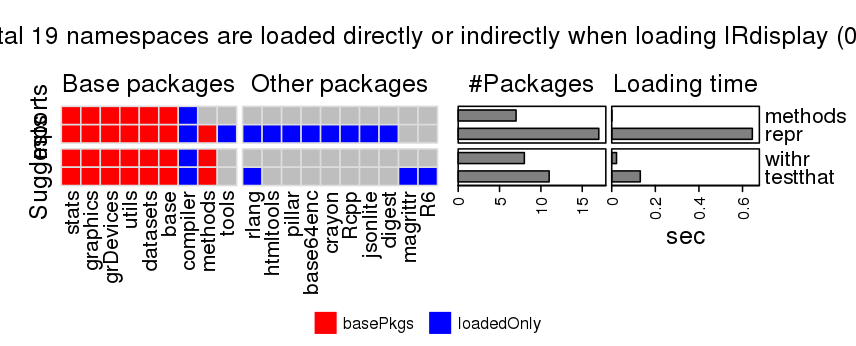 tal 19 namespaces are loaded directly or indirectly when loading IRdisplay (0
Base packages
Other packages
#Packages
Loading time
Imports
Suggests
methods
repr
withr
testthat
stats
graphics
grDevices
utils
datasets
base
compiler
methods
tools
rlang
htmltools
pillar
base64enc
crayon
Rcpp
jsonlite
digest
magrittr
R6
0
5
10
15
0
0.2
0.4
0.6
sec
basePkgs
loadedOnly